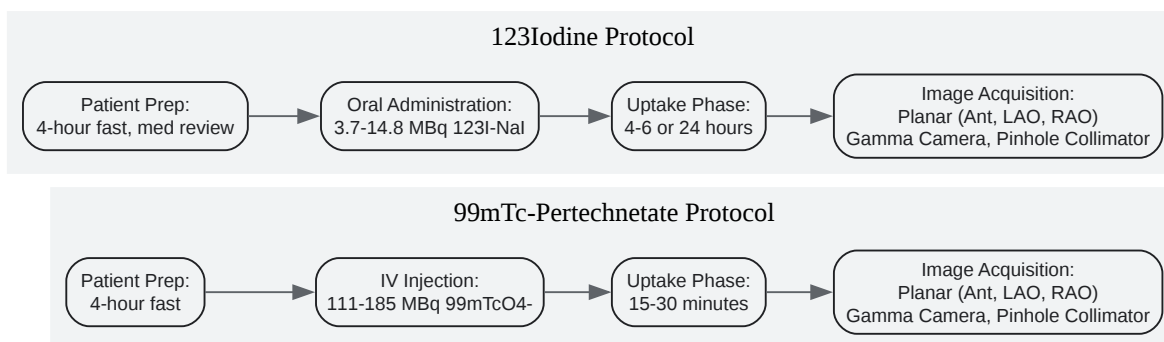 123Iodine Protocol
Patient Prep:
4-hour fast, med review
Oral Administration:
3.7-14.8 MBq 123I-NaI
Uptake Phase:
4-6 or 24 hours
Image Acquisition:
Planar (Ant, LAO, RAO)
Gamma Camera, Pinhole Collimator
99mTc-Pertechnetate Protocol
Patient Prep:
4-hour fast
IV Injection:
111-185 MBq 99mTcO4-
Uptake Phase:
15-30 minutes
Image Acquisition:
Planar (Ant, LAO, RAO)
Gamma Camera, Pinhole Collimator